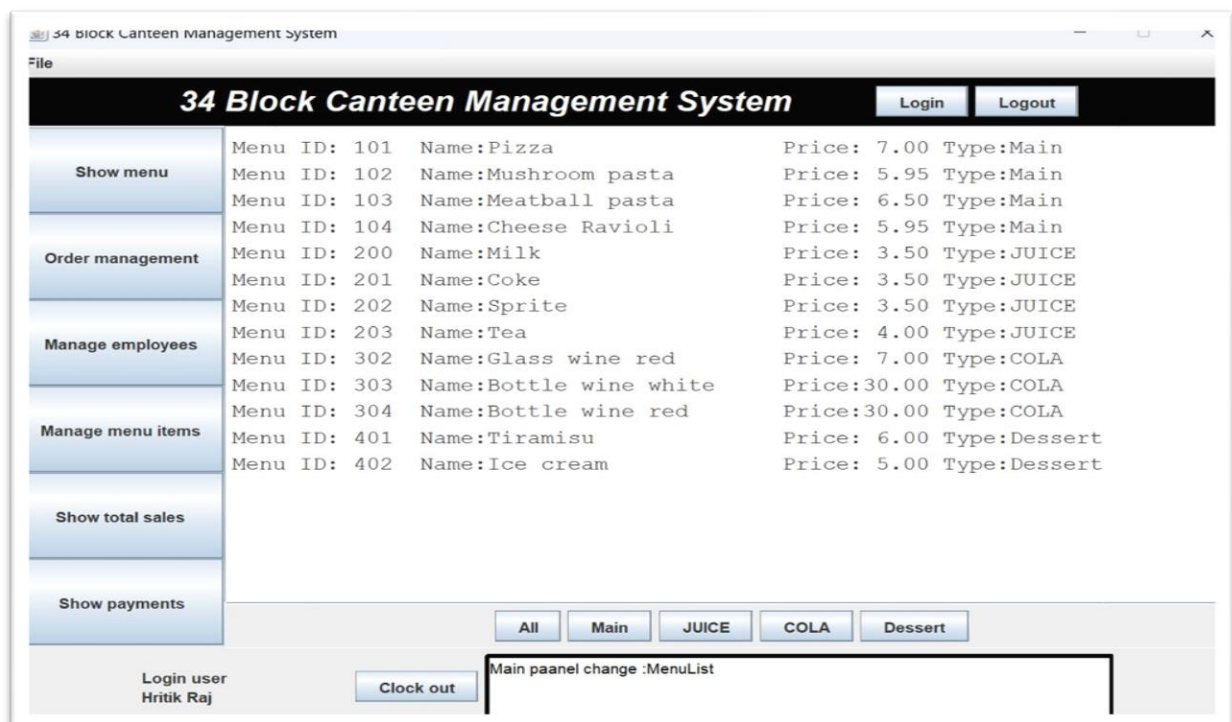 34 Block Canteen Management System
File
34 Block Canteen Management System Login Logout
Show menu
Order management
Manage employees
Manage menu items
Show total sales
Show payments
Menu ID: 101 Name:Pizza Price: 7.00 Type:Main
Menu ID: 102 Name:Mushroom pasta Price: 5.95 Type:Main
Menu ID: 103 Name:Meatball pasta Price: 6.50 Type:Main
Menu ID: 104 Name:Cheese Ravioli Price: 5.95 Type:Main
Menu ID: 200 Name:Milk Price: 3.50 Type:JUICE
Menu ID: 201 Name:Coke Price: 3.50 Type:JUICE
Menu ID: 202 Name:Sprite Price: 3.50 Type:JUICE
Menu ID: 203 Name:Tea Price: 4.00 Type:JUICE
Menu ID: 302 Name:Glass wine red Price: 7.00 Type:COLA
Menu ID: 303 Name:Bottle wine white Price:30.00 Type:COLA
Menu ID: 304 Name:Bottle wine red Price:30.00 Type:COLA
Menu ID: 401 Name:Tiramisu Price: 6.00 Type:Dessert
Menu ID: 402 Name:Ice cream Price: 5.00 Type:Dessert
All Main JUICE COLA Dessert
Login user
Hritik Raj
Clock out
Main paanel change :MenuList